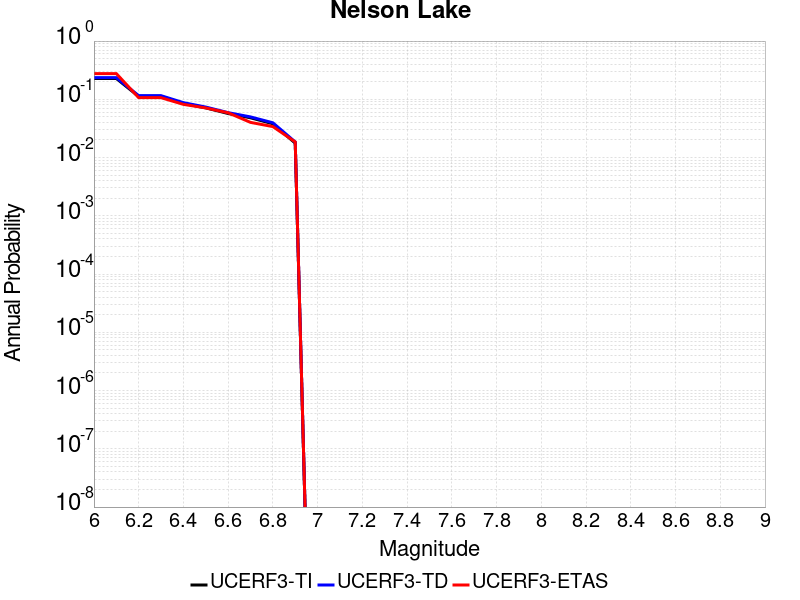 Nelson Lake
Annual Probability
10^0
10^-1
10^-2
10^-3
10^-4
10^-5
10^-6
10^-7
10^-8
6 6.2 6.4 6.6 6.8 7 7.2 7.4 7.6 7.8 8 8.2 8.4 8.6 8.8 9
Magnitude
UCERF3-TI UCERF3-TD UCERF3-ETAS